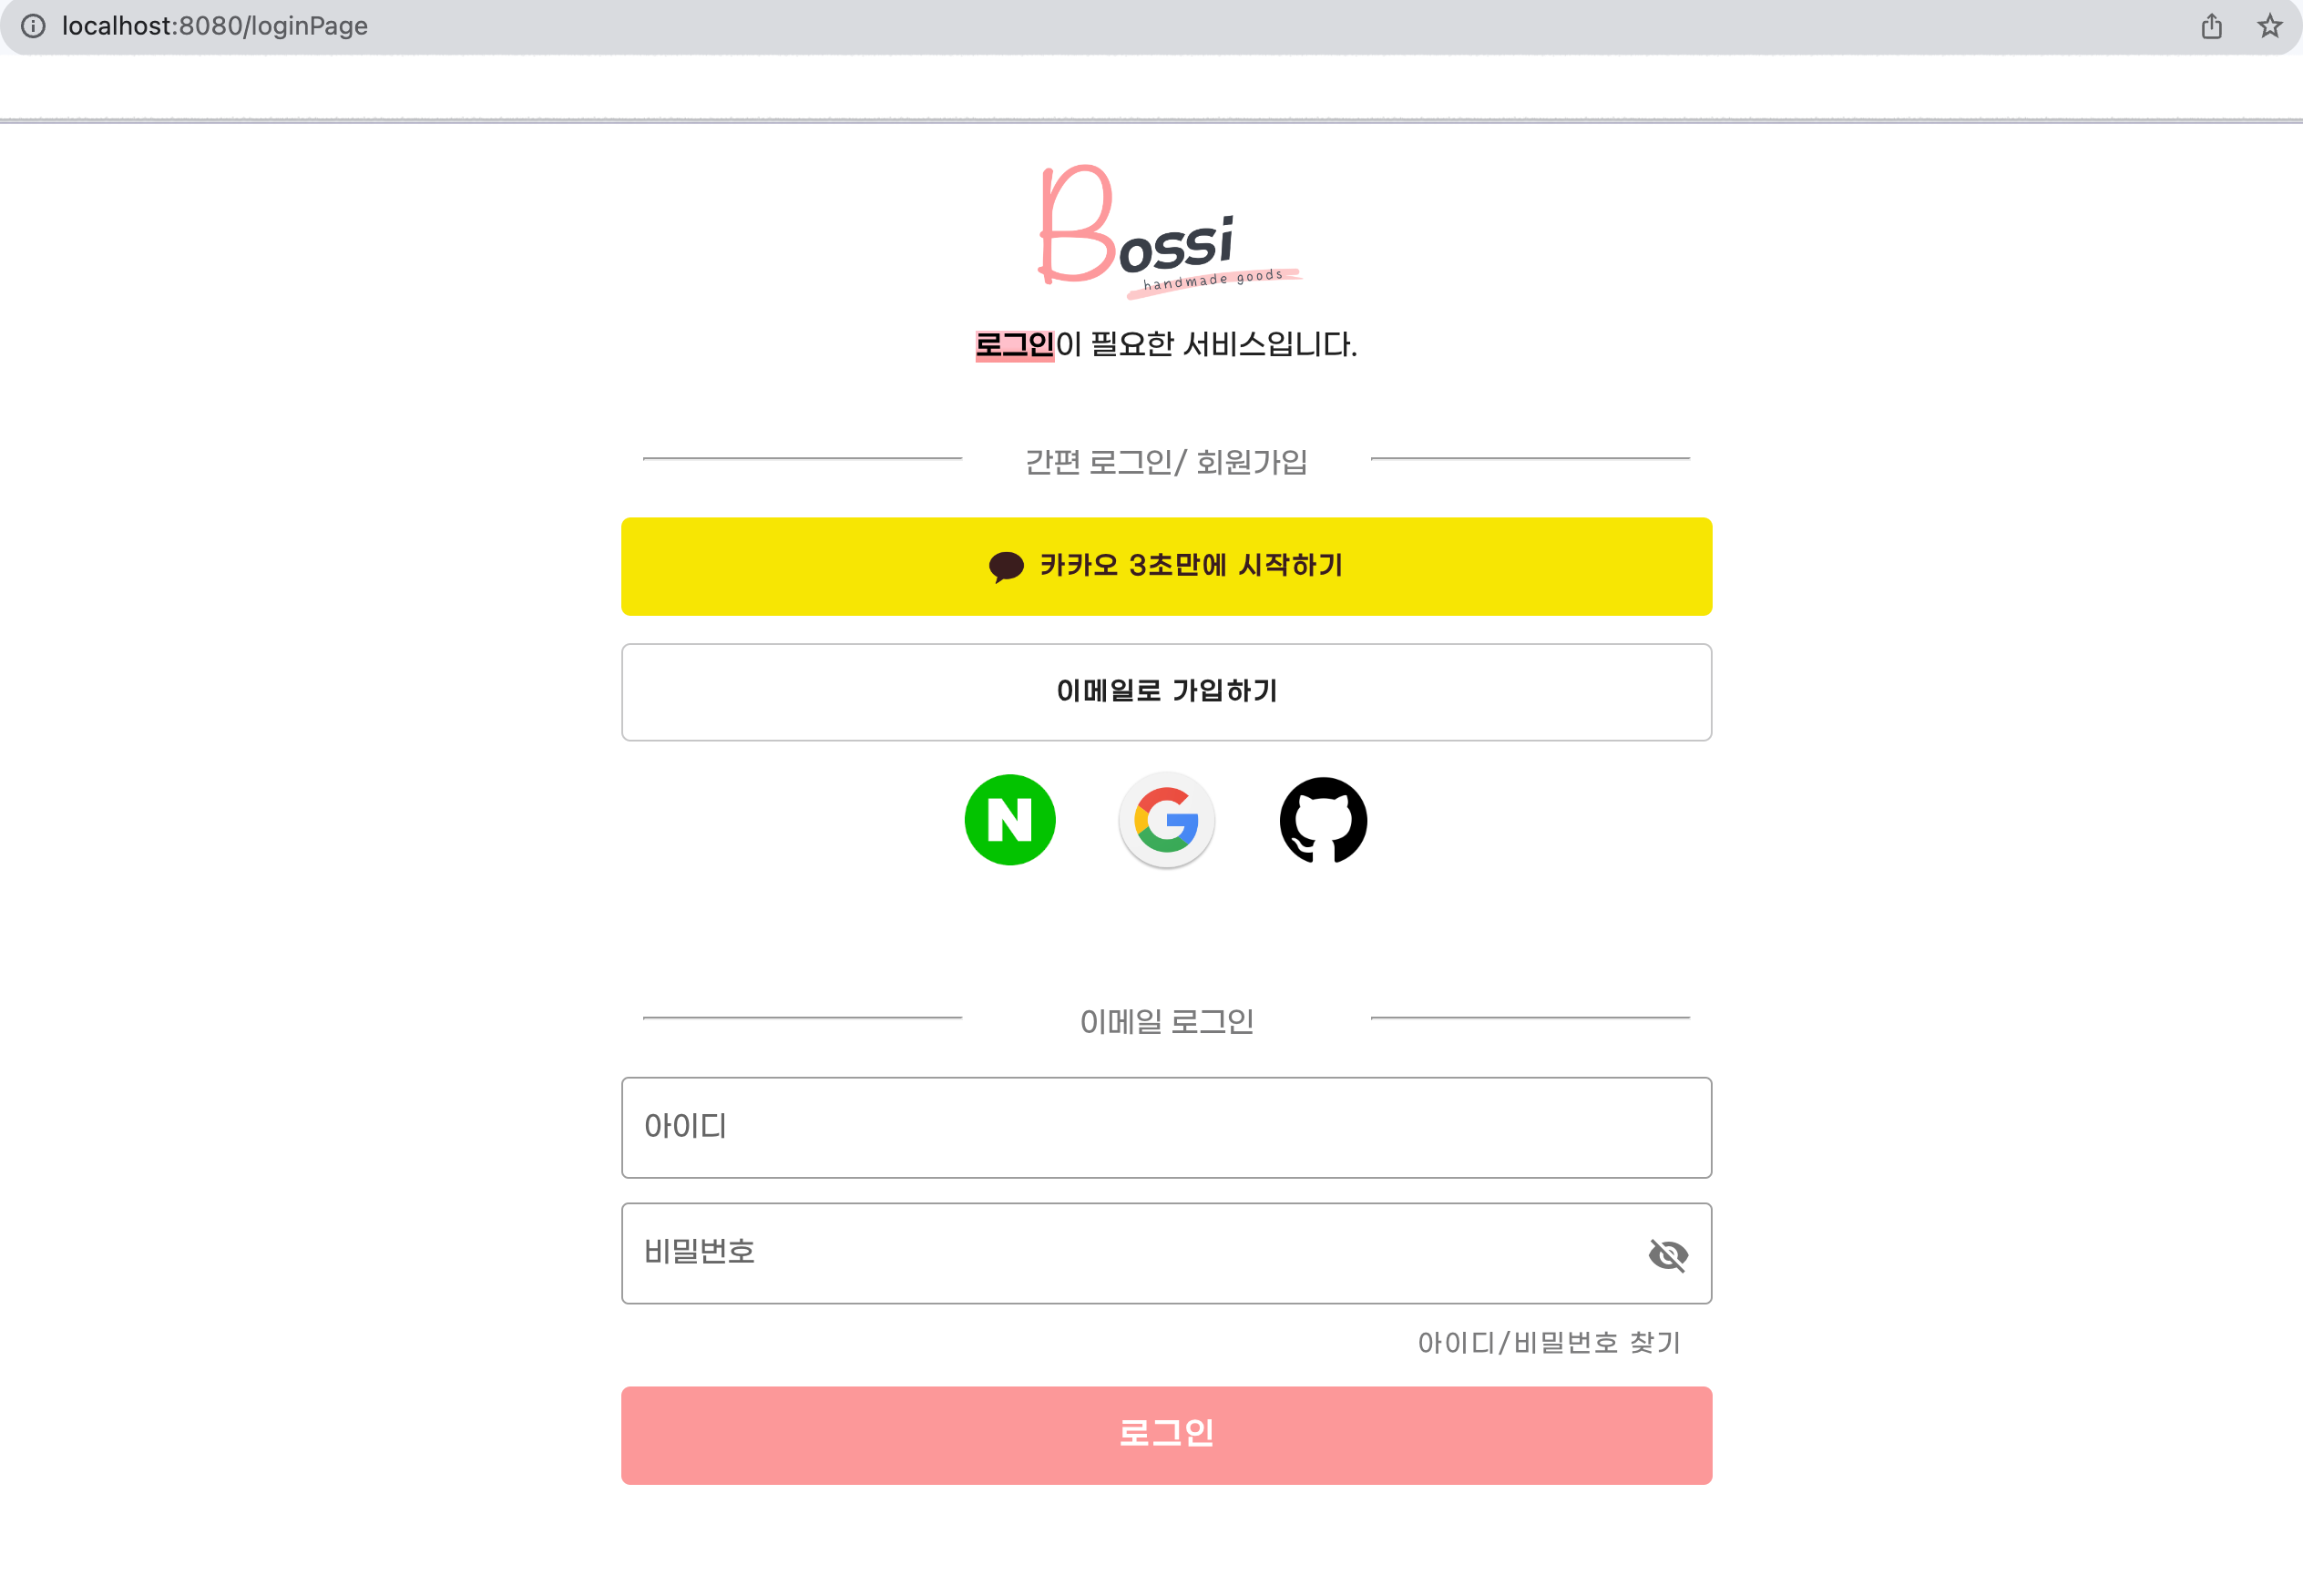 localhost:8080/loginPage
Bossi
handmade goods
로그인이 필요한 서비스입니다.
간편 로그인/ 회원가입
카카오 3초만에 시작하기
이메일로 가입하기
N G
이메일 로그인
아이디
비밀번호
아이디/비밀번호 찾기
로그인